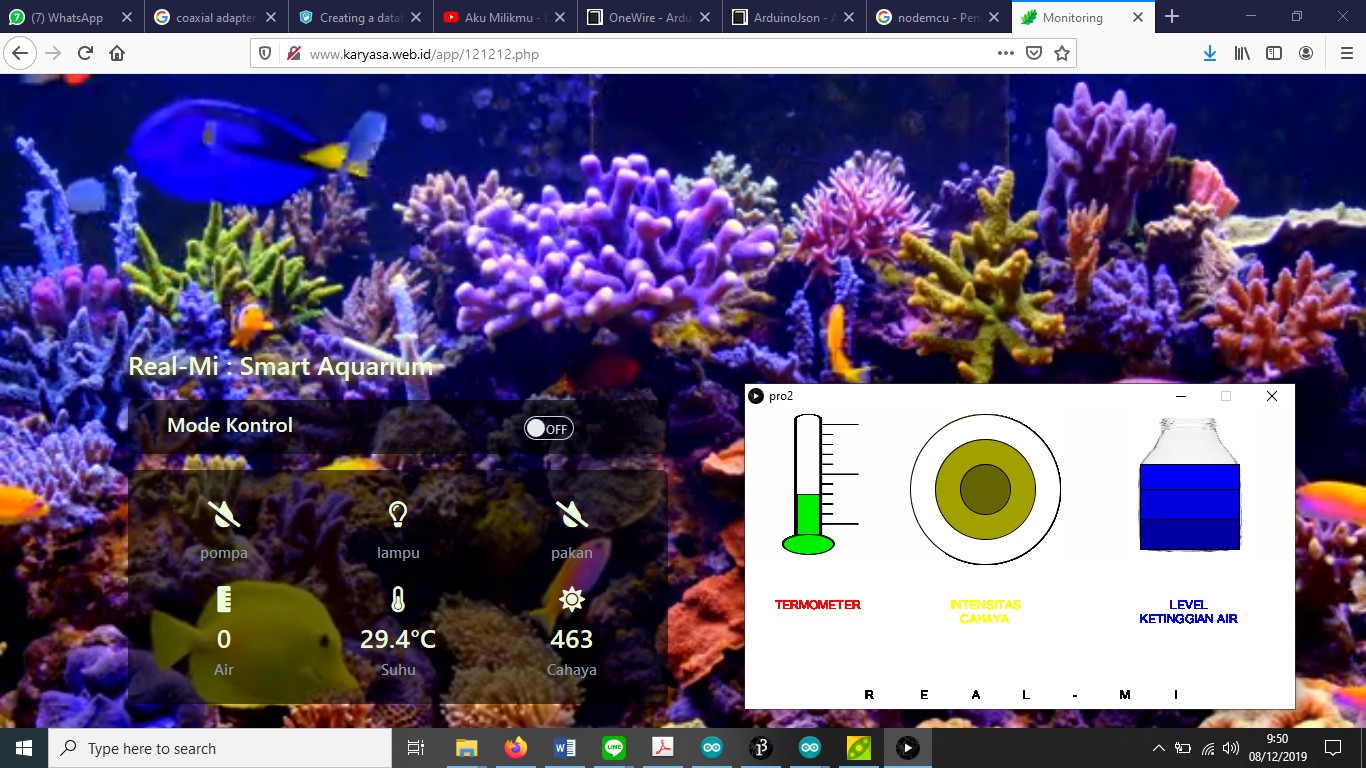 (7) WhatsApp
coaxial adapter
Creating a datal
Aku Milikmu -
OneWire - Ardu
ArduinoJson - A
nodemcu - Pen
Monitoring
www.karyasa.web.id/app/121212.php
Real-Mi : Smart Aquarium
Mode Kontrol
OFF
pompa
lampu
pakan
0
29.4°C
463
Air
Suhu
Cahaya
pro2
TERMOMETER
INTENSITAS
CAHAYA
LEVEL
KETINGGIAN AIR
R E A L - M I
Type here to search
9:50
08/12/2019